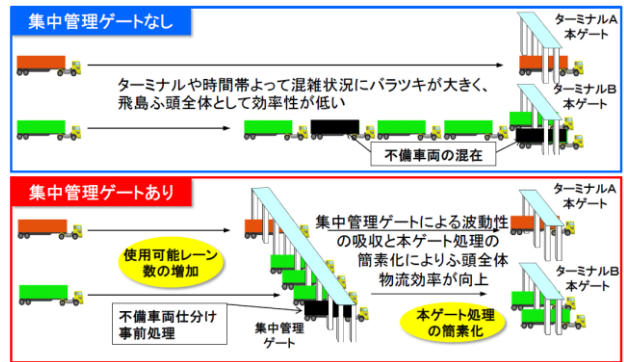 集中管理ゲートなし
ターミナルA
本ゲート
ターミナルや時間帯よって混雑状況にバラツキが大きく、
飛島ふ頭全体として効率性が低い
ターミナルB
本ゲート
不備車両の混在
集中管理ゲートあり
ターミナルA
本ゲート
使用可能レーン
数の増加
集中管理ゲートによる波動性
の吸収と本ゲート処理の
簡素化によりふ頭全体
物流効率が向上
ターミナルB
本ゲート
不備車両仕分け
事前処理
集中管理
ゲート
本ゲート処理
の簡素化